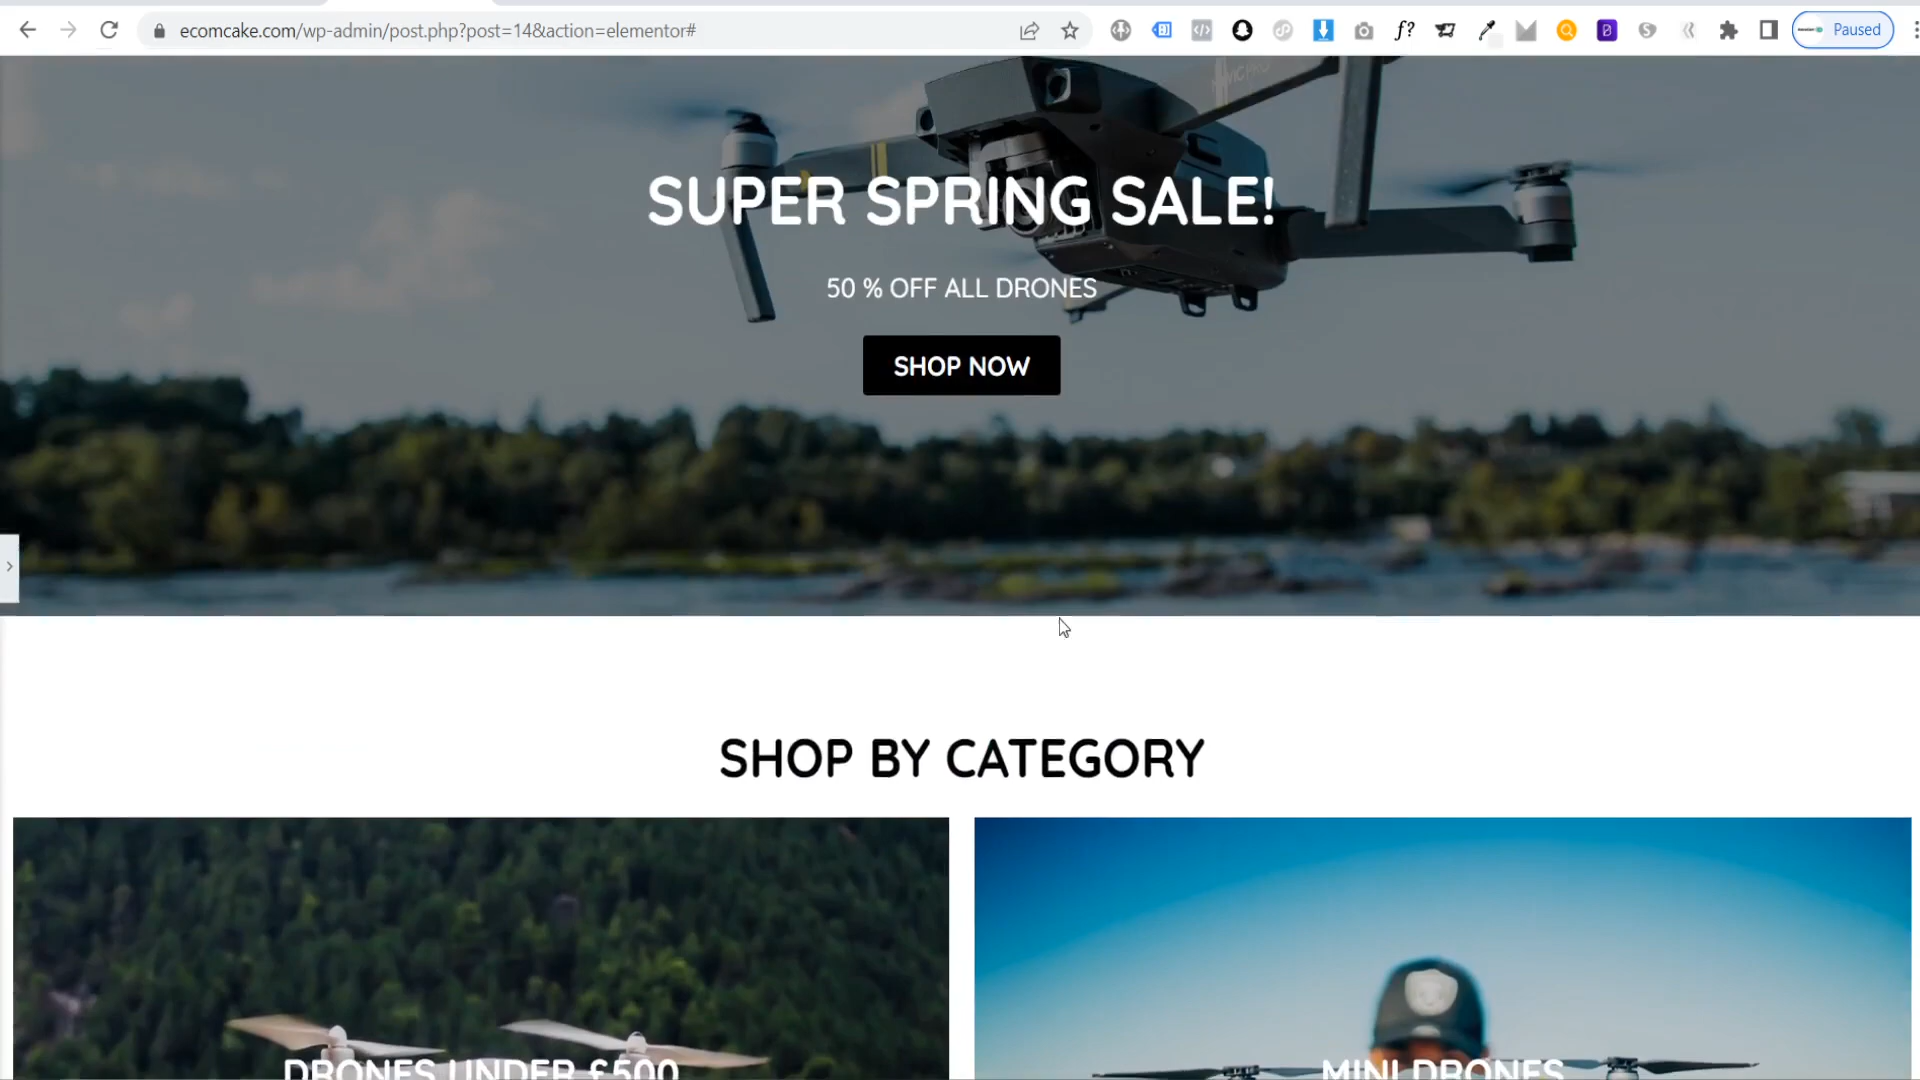 ecomcake.com/wp-admin/post.php?post=14&action=elementor#
f?
Paused
SUPER SPRING SALE!
50 % OFF ALL DRONES
SHOP NOW
SHOP BY CATEGORY
DRONES UNDER £500
MINI DRONES